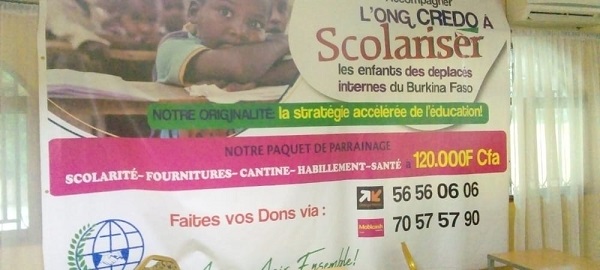 Accompagner
L'ONG CREDO A
Scolariser
les enfants des deplacés
internes du Burkina Faso
NOTRE ORIGINALITÉ la stratégie accélérée de l'éducation!
NOTRE PAQUET DE PARRAINAGE
SCOLARITÉ- FOURNITURES- CANTINE- HABILLEMENT-SANTÉ à 120.000F Cfa
Faites vos Dons via :
56 56 06 06
Mobicash
70 57 57 90
Ensemble!